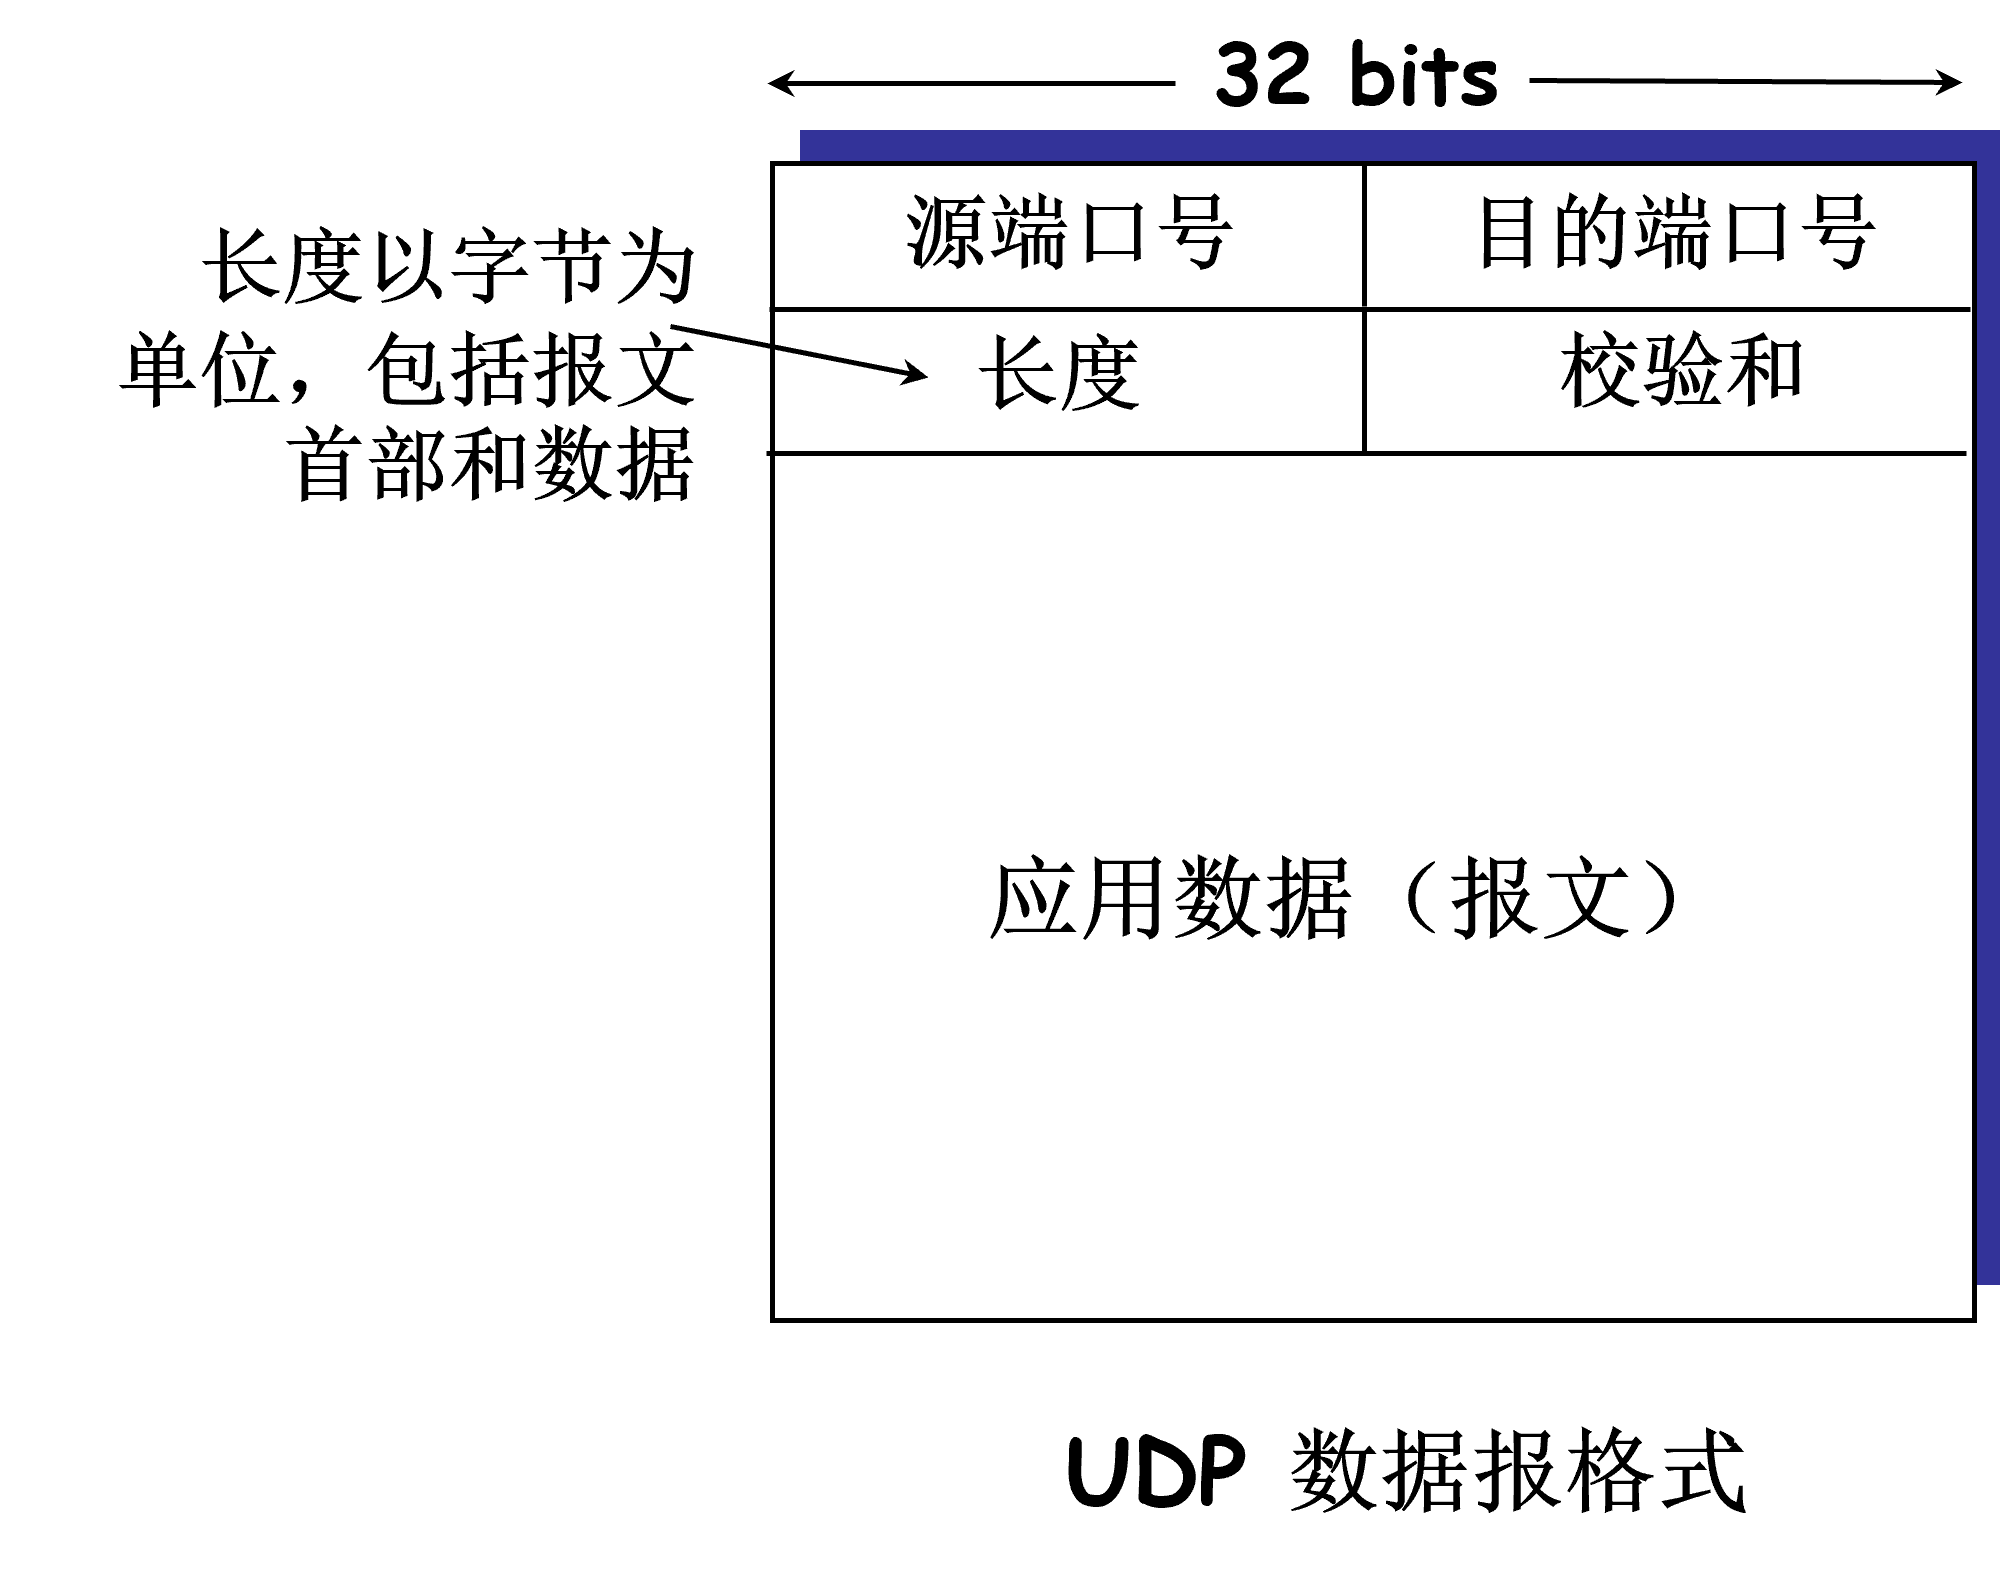 32 bits
源端口号
目的端口号
长度以字节为
单位，包括报文
首部和数据
长度
校验和
应用数据（报文）
UDP 数据报格式